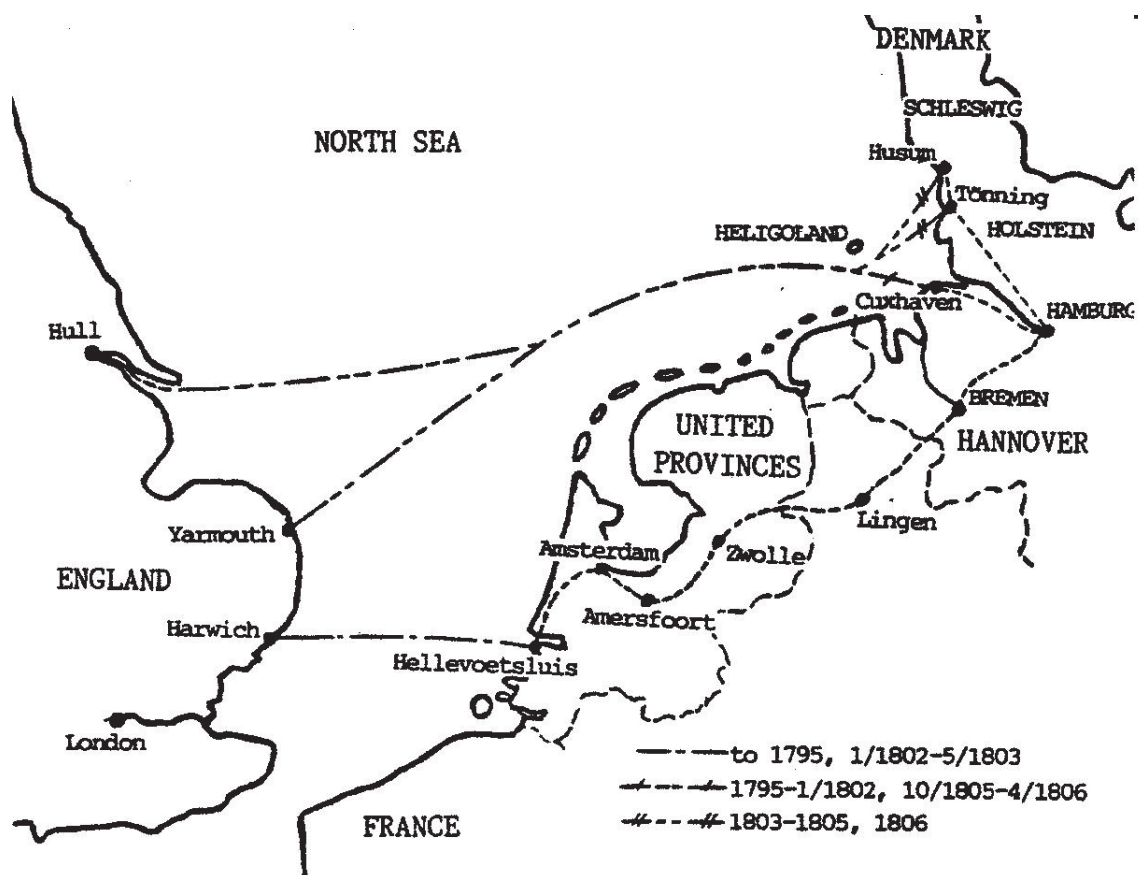 DENMARK
SCHLESWIG
NORTH SEA
Husum
Tönning
HELIGOLAND
HOLSTEIN
Cuxhaven
HAMBURG
Hull
BREMEN
UNITED
PROVINCES
HANNOVER
Lingen
Yarmouth
Zwolle
Amsterdam
ENGLAND
Amersfoort
Harwich
Hellevoetsluis
London
to 1795, 1/1802-5/1803
1795-1/1802, 10/1805-4/1806
1803-1805, 1806
FRANCE